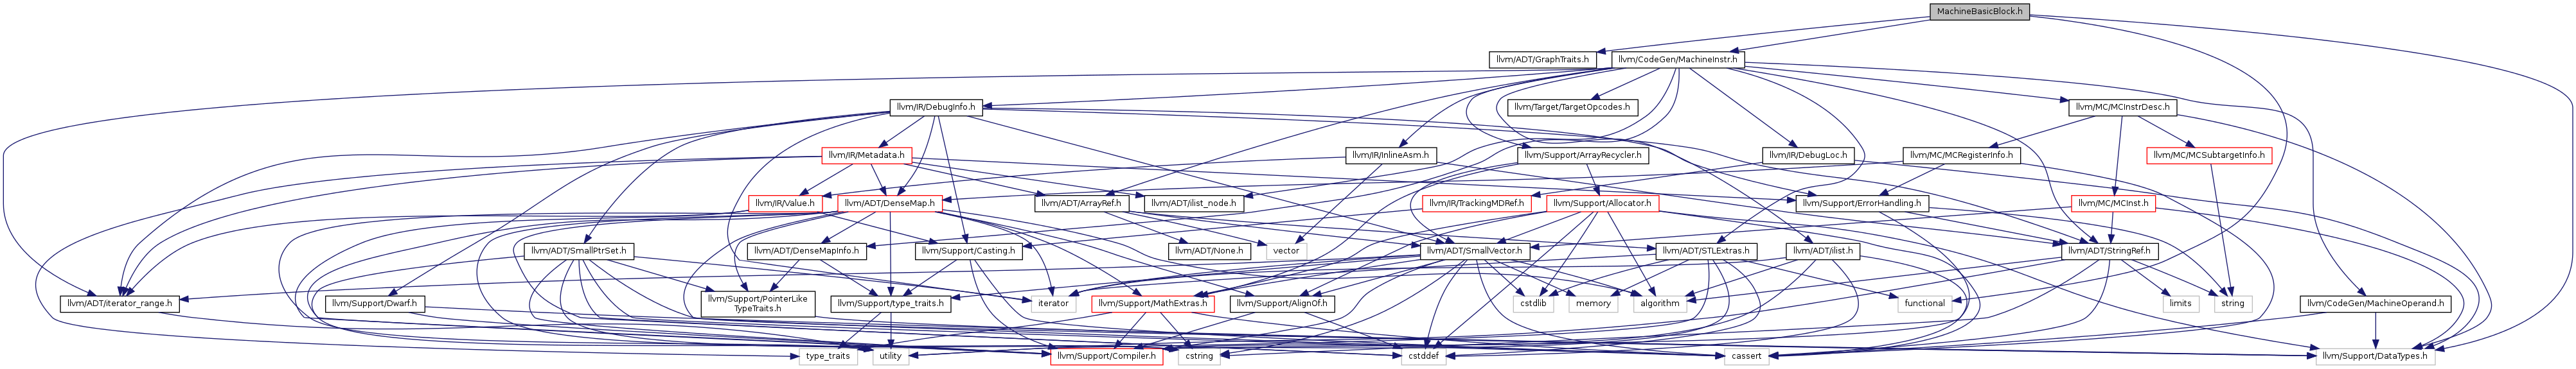 MachineBasicBlock.h
llvm/ADT/GraphTraits.h
llvm/CodeGen/MachineInstr.h
llvm/IR/DebugInfo.h
llvm/Target/TargetOpcodes.h
llvm/MC/MCInstrDesc.h
llvm/IR/Metadata.h
llvm/IR/InlineAsm.h
llvm/Support/ArrayRecycler.h
llvm/IR/DebugLoc.h
llvm/MC/MCRegisterInfo.h
llvm/MC/MCSubtargetInfo.h
llvm/IR/Value.h
llvm/ADT/DenseMap.h
llvm/ADT/ArrayRef.h
llvm/ADT/ilist_node.h
llvm/IR/TrackingMDRef.h
llvm/Support/Allocator.h
llvm/Support/ErrorHandling.h
llvm/MC/MCInst.h
llvm/ADT/SmallPtrSet.h
llvm/ADT/DenseMapInfo.h
llvm/Support/Casting.h
llvm/ADT/None.h
vector
llvm/ADT/SmallVector.h
llvm/ADT/STLExtras.h
llvm/ADT/ilist.h
llvm/ADT/StringRef.h
llvm/ADT/iterator_range.h
llvm/Support/Dwarf.h
llvm/Support/PointerLike
TypeTraits.h
llvm/Support/type_traits.h
iterator
llvm/Support/MathExtras.h
llvm/Support/AlignOf.h
cstdlib
memory
algorithm
functional
limits
string
llvm/CodeGen/MachineOperand.h
type_traits
utility
llvm/Support/Compiler.h
cstring
cstddef
cassert
llvm/Support/DataTypes.h